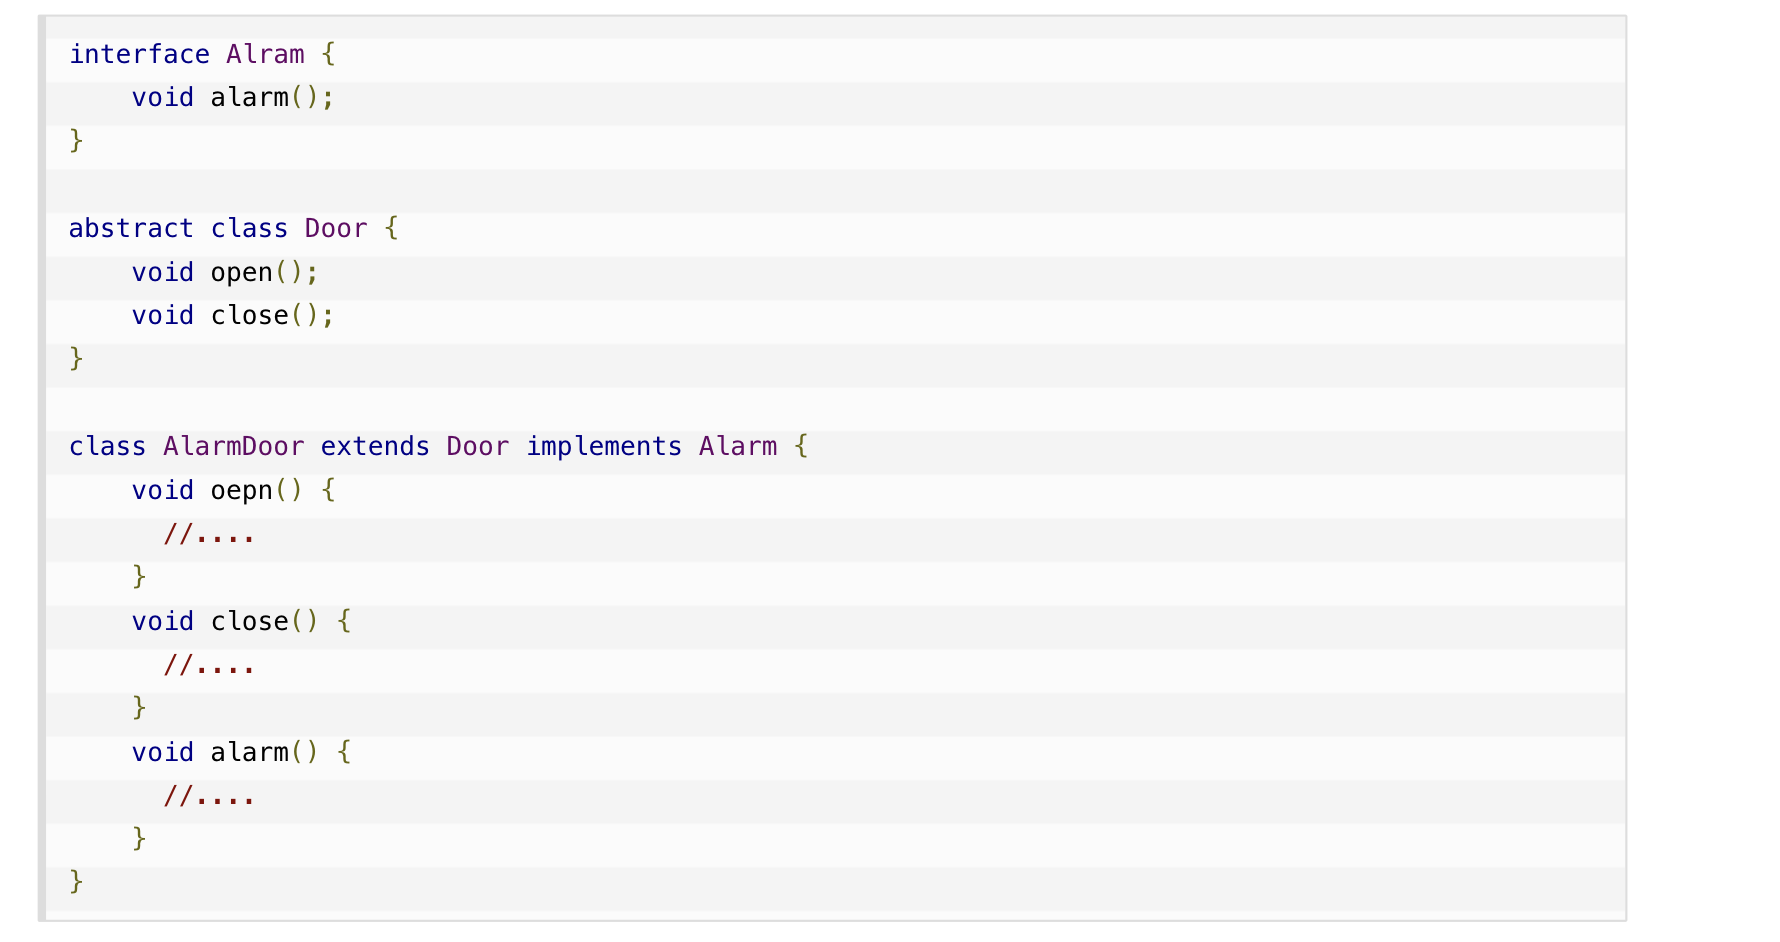 interface Alram {
    void alarm();
}

abstract class Door {
    void open();
    void close();
}

class AlarmDoor extends Door implements Alarm {
    void oepn() {
      //....
    }
    void close() {
      //....
    }
    void alarm() {
      //....
    }
}